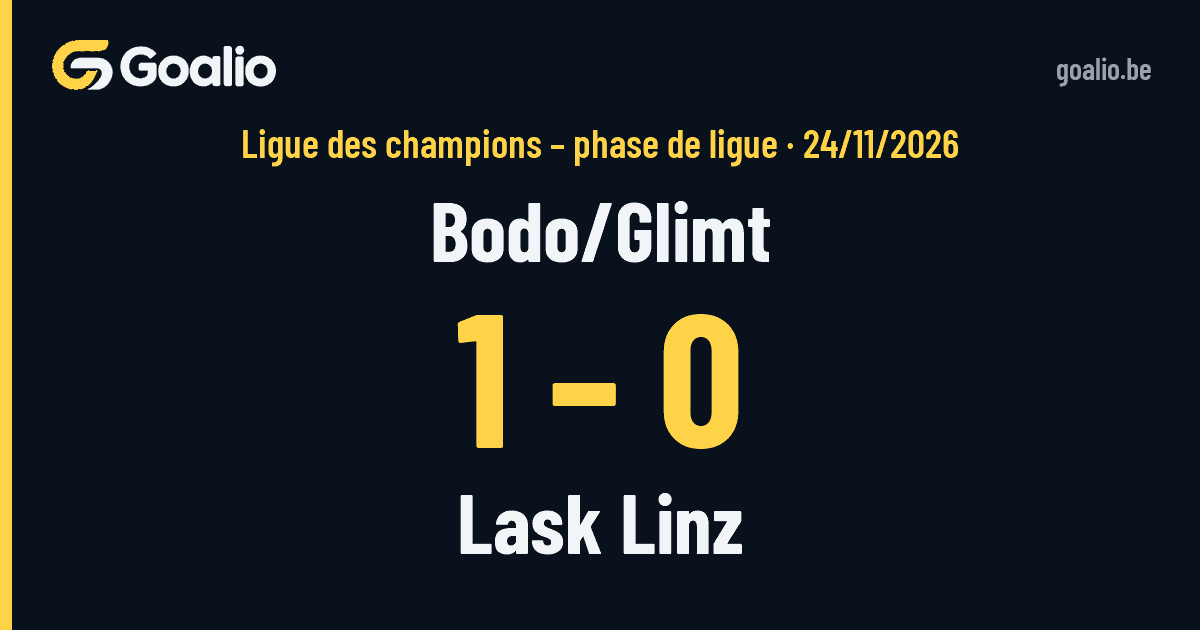 Goalio
goalio.be
Ligue des champions – phase de ligue · 24/11/2026
Bodo/Glimt
1 – 0
Lask Linz